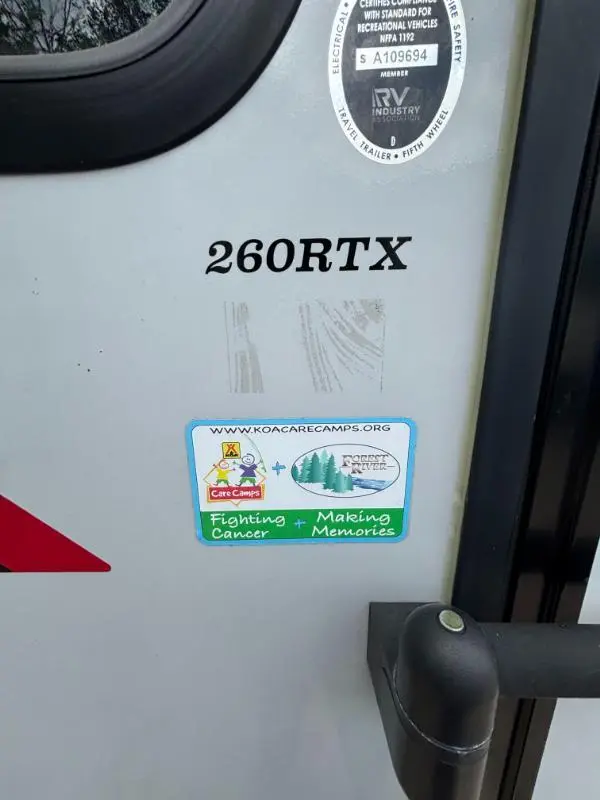 ELECTRICAL •
FIRE SAFETY
CERTIFIES COMPLIANCE
WITH STANDARD FOR
RECREATIONAL VEHICLES
NFPA 1192
S A109694
MEMBER
RV
INDUSTRY
ASSOCIATION
D
TRAVEL TRAILER • FIFTH WHEEL
260RTX
WWW.KOACARECAMPS.ORG
Care Camps
+
FOREST
RIVER
Fighting + Making
Cancer Memories